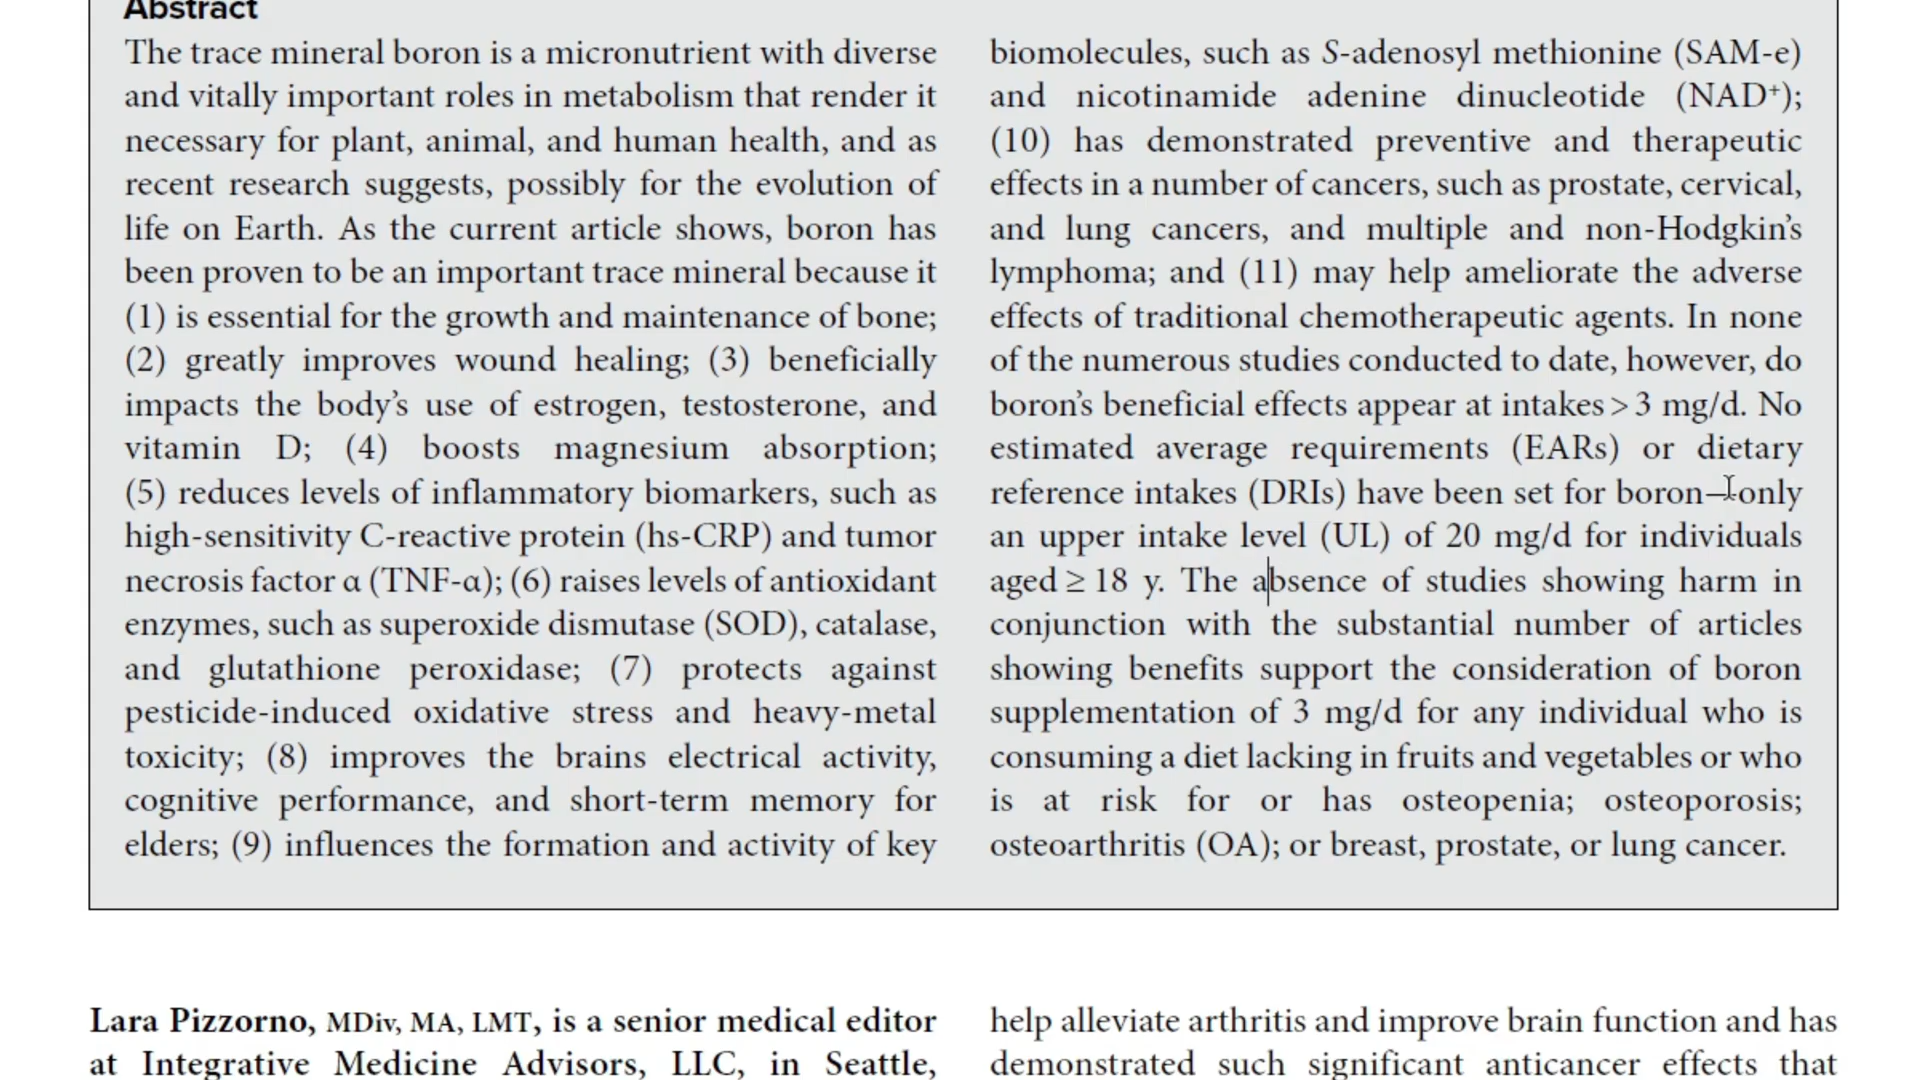 Abstract
The trace mineral boron is a micronutrient with diverse
and vitally important roles in metabolism that render it
necessary for plant, animal, and human health, and as
recent research suggests, possibly for the evolution of
life on Earth. As the current article shows, boron has
been proven to be an important trace mineral because it
(1) is essential for the growth and maintenance of bone;
(2) greatly improves wound healing; (3) beneficially
impacts the body’s use of estrogen, testosterone, and
vitamin D; (4) boosts magnesium absorption;
(5) reduces levels of inflammatory biomarkers, such as
high-sensitivity C-reactive protein (hs-CRP) and tumor
necrosis factor α (TNF-α); (6) raises levels of antioxidant
enzymes, such as superoxide dismutase (SOD), catalase,
and glutathione peroxidase; (7) protects against
pesticide-induced oxidative stress and heavy-metal
toxicity; (8) improves the brains electrical activity,
cognitive performance, and short-term memory for
elders; (9) influences the formation and activity of key
biomolecules, such as S-adenosyl methionine (SAM-e)
and nicotinamide adenine dinucleotide (NAD⁺);
(10) has demonstrated preventive and therapeutic
effects in a number of cancers, such as prostate, cervical,
and lung cancers, and multiple and non-Hodgkin’s
lymphoma; and (11) may help ameliorate the adverse
effects of traditional chemotherapeutic agents. In none
of the numerous studies conducted to date, however, do
boron’s beneficial effects appear at intakes > 3 mg/d. No
estimated average requirements (EARs) or dietary
reference intakes (DRIs) have been set for boron—only
an upper intake level (UL) of 20 mg/d for individuals
aged ≥ 18 y. The absence of studies showing harm in
conjunction with the substantial number of articles
showing benefits support the consideration of boron
supplementation of 3 mg/d for any individual who is
consuming a diet lacking in fruits and vegetables or who
is at risk for or has osteopenia; osteoporosis;
osteoarthritis (OA); or breast, prostate, or lung cancer.
Lara Pizzorno, MDiv, MA, LMT, is a senior medical editor
at Integrative Medicine Advisors, LLC, in Seattle,
help alleviate arthritis and improve brain function and has
demonstrated such significant anticancer effects that